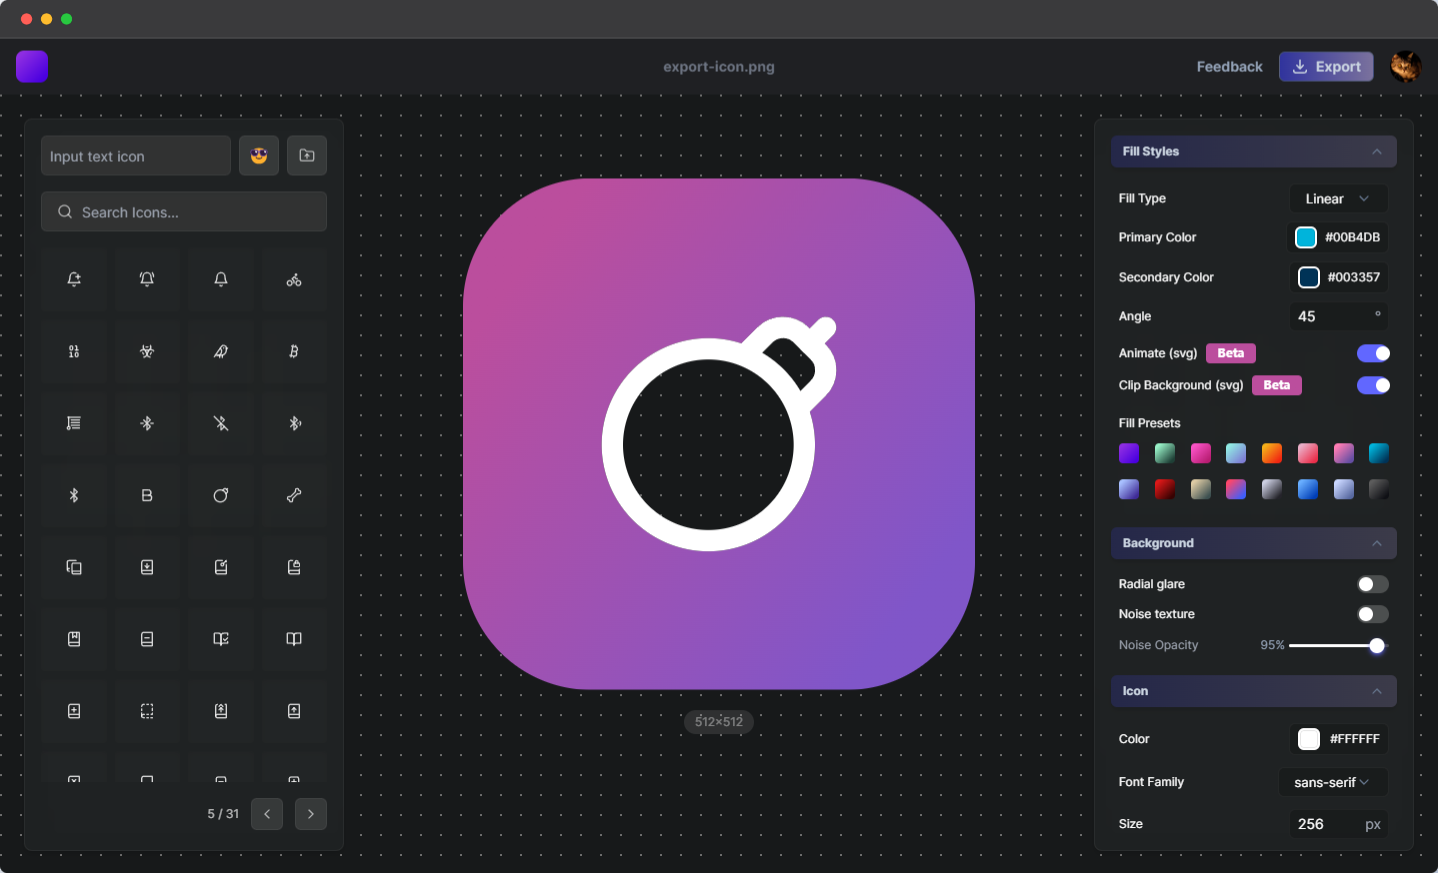 export-icon.png
Feedback
Export
Input text icon
Search Icons...
5 / 31
512×512
Fill Styles
Fill Type
Linear
Primary Color
#00B4DB
Secondary Color
#003357
Angle
45 °
Animate (svg) Beta
Clip Background (svg) Beta
Fill Presets
Background
Radial glare
Noise texture
Noise Opacity 95%
Icon
Color
#FFFFFF
Font Family
sans-serif
Size
256 px